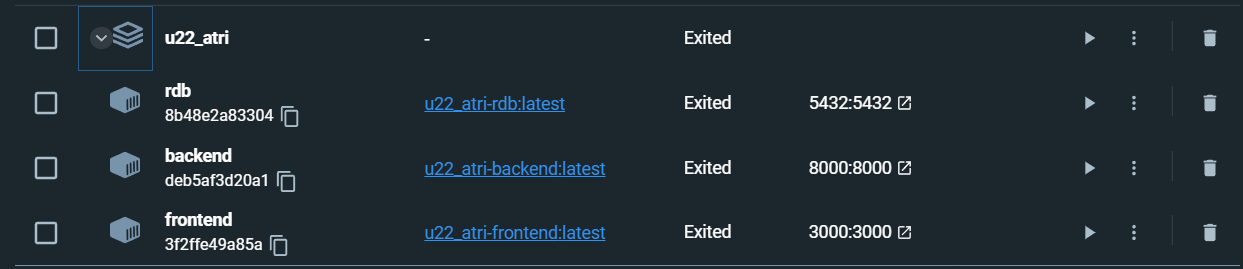 u22_atri - Exited
rdb
8b48e2a83304 u22_atri-rdb:latest Exited 5432:5432
backend
deb5af3d20a1 u22_atri-backend:latest Exited 8000:8000
frontend
3f2ffe49a85a u22_atri-frontend:latest Exited 3000:3000